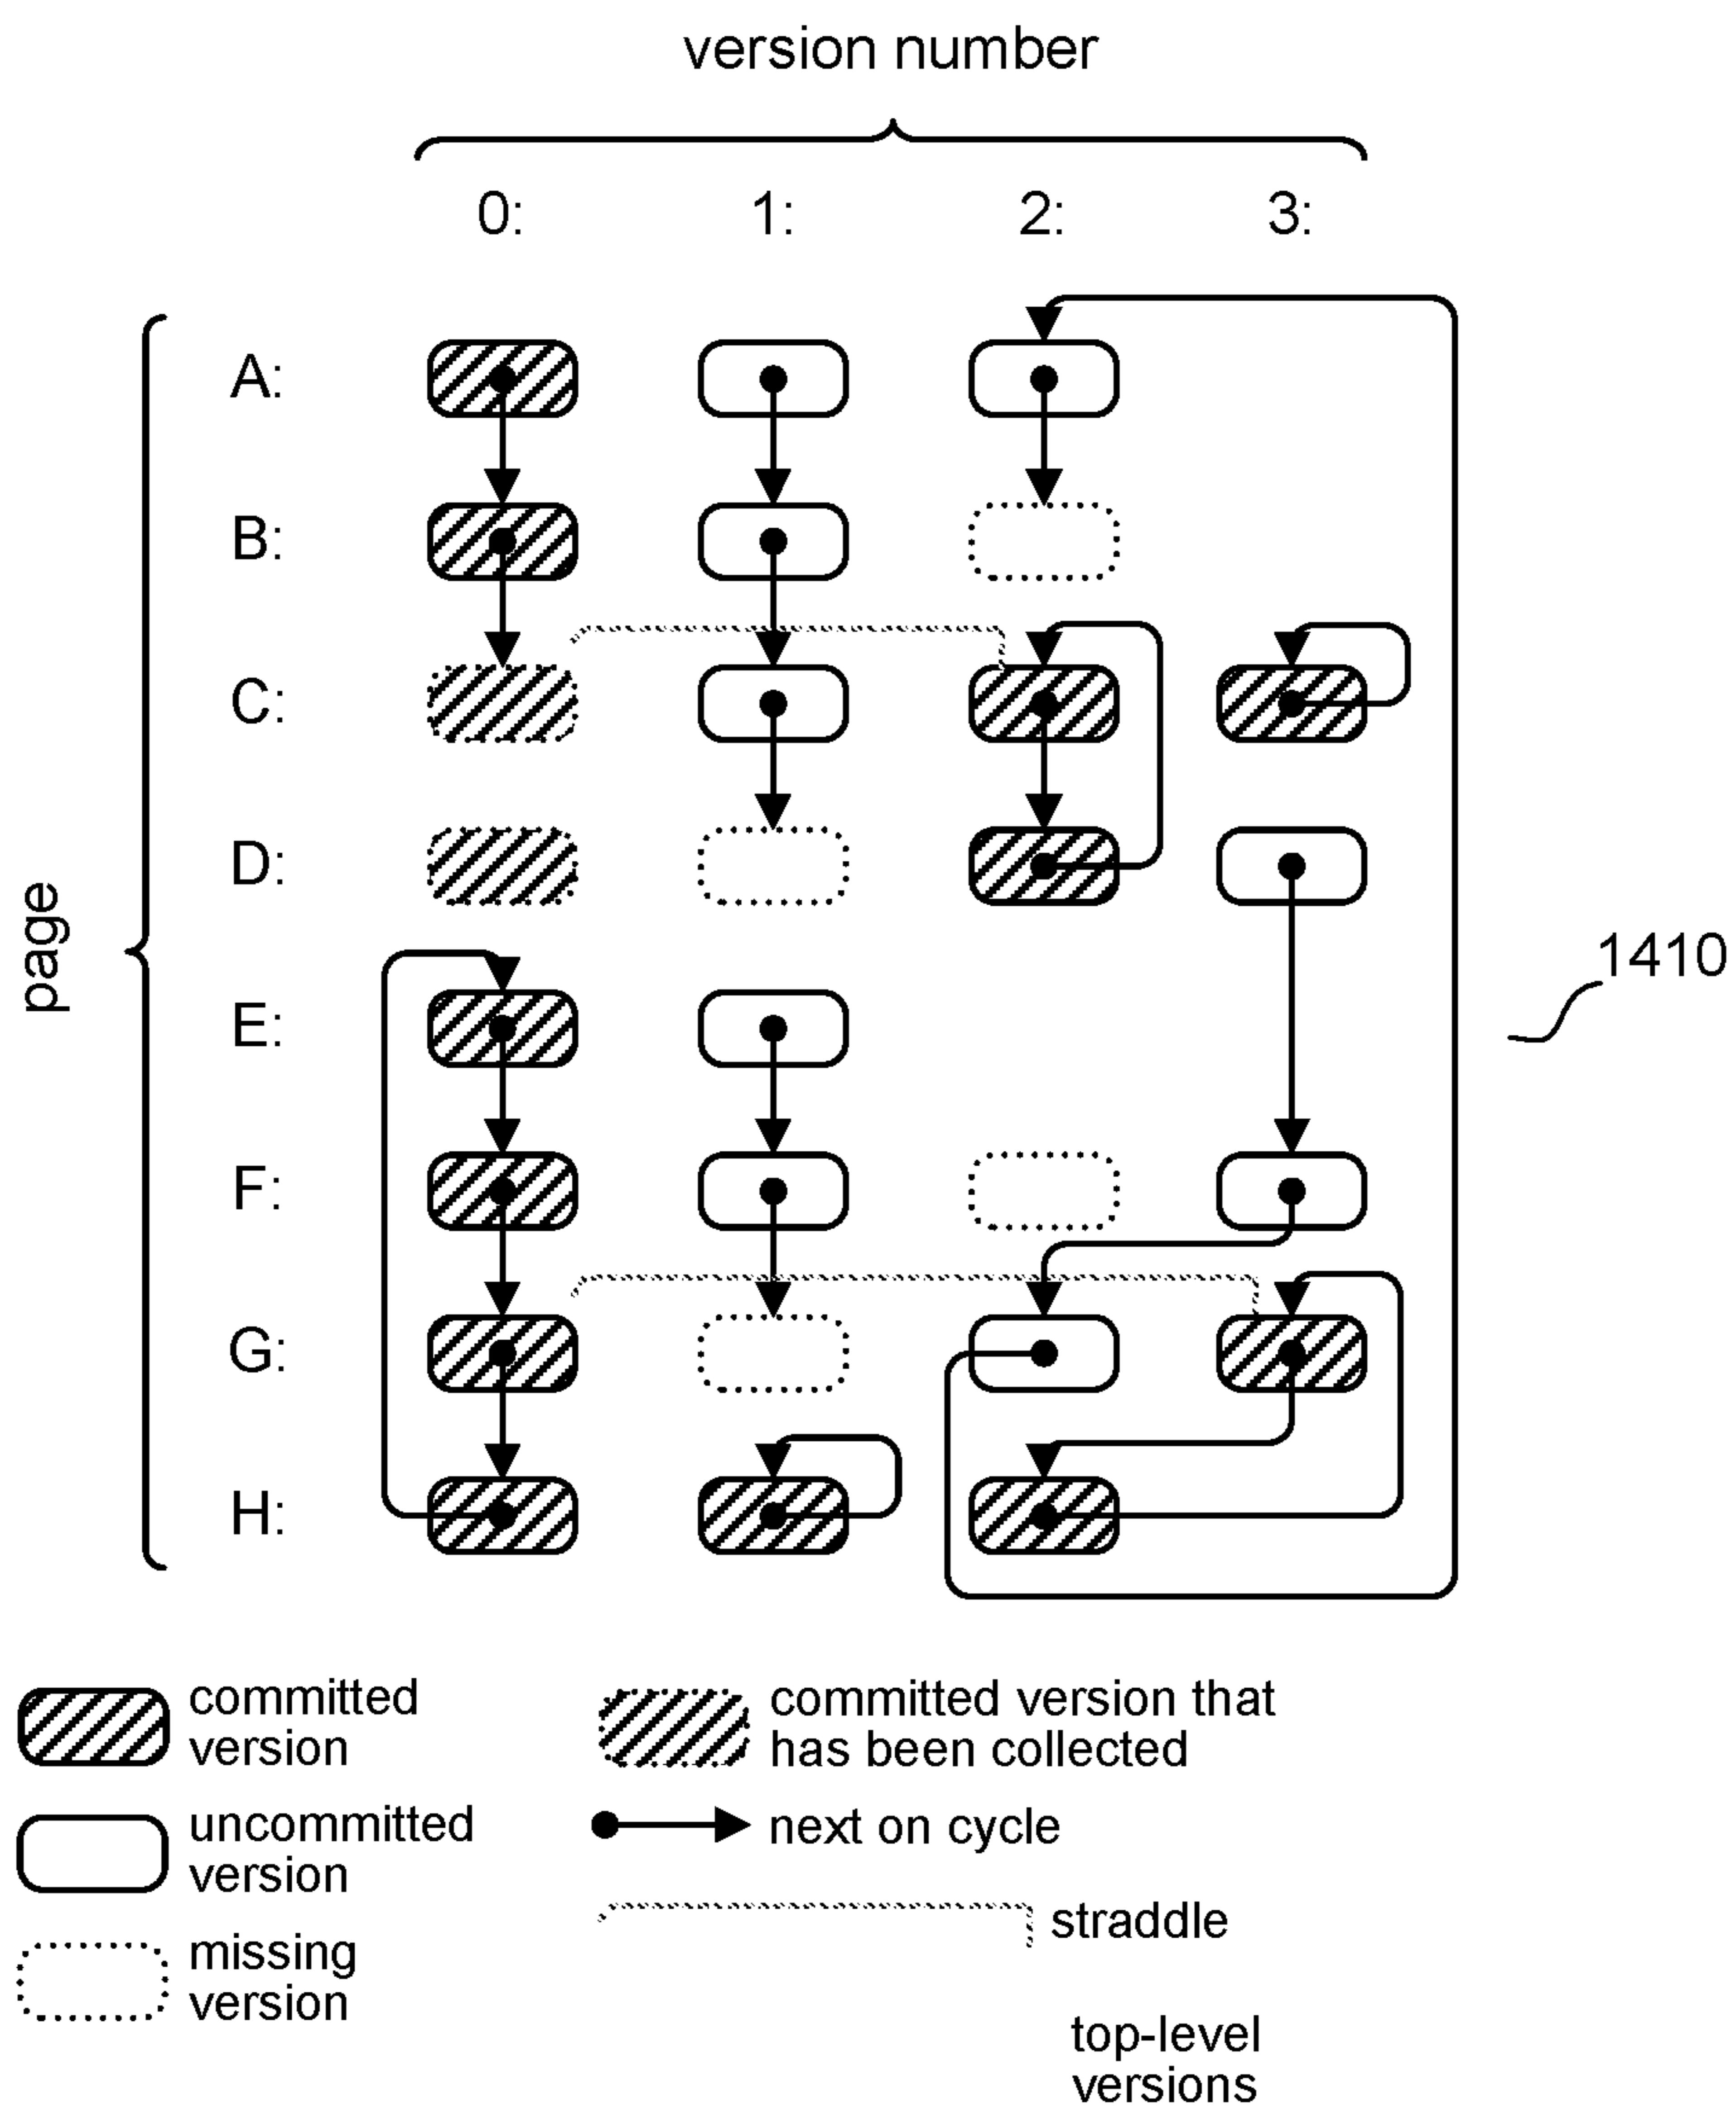 version number
0: 1: 2: 3:
A:
B:
C:
D:
page
1410
E:
F:
G:
H:
committed
version
committed version that
has been collected
uncommitted
version
next on cycle
missing
version
straddle
top-level
versions